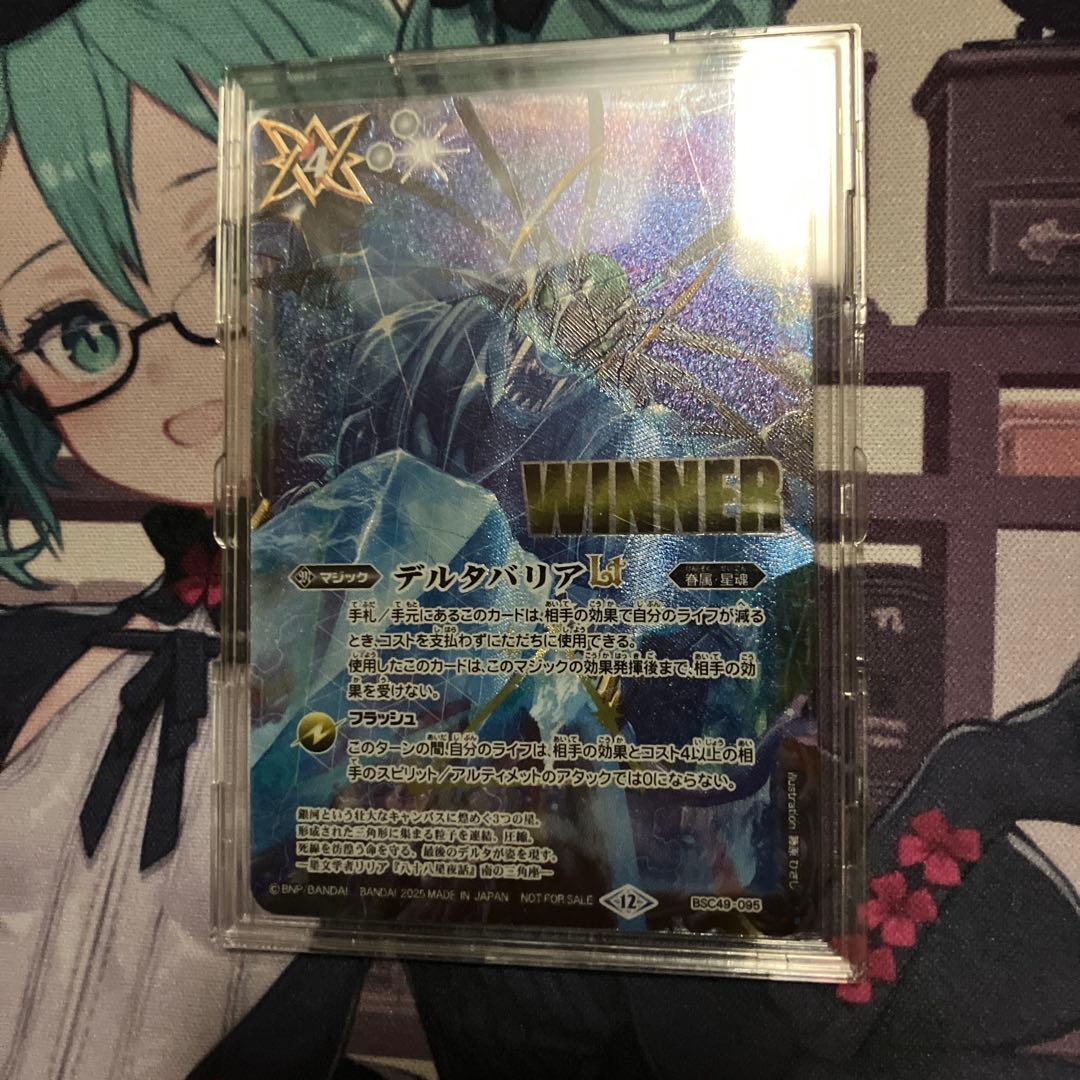 4
WINNER
マジック デルタバリアLt 眷属・星魂
手札/手元にあるこのカードは、相手の効果で自分のライフが減る
とき、コストを支払わずにただちに使用できる。
使用したこのカードは、このマジックの効果発揮後まで、相手の効
果を受けない。
フラッシュ
このターンの間、自分のライフは、相手の効果とコスト4以上の相
手のスピリット/アルティメットのアタックでは0にならない。
銀河という壮大なキャンバスに煌めく3つの星。
形成された三角形に集まる粒子を連結、圧縮。
死線を彷徨う命を守る、最後のデルタが姿を現す。
―星文学者リリア『八十八星夜話』南の三角座―
illustration
©BNP/BANDAI BANDAI 2025 MADE IN JAPAN NOT FOR SALE 12 BSC49-095